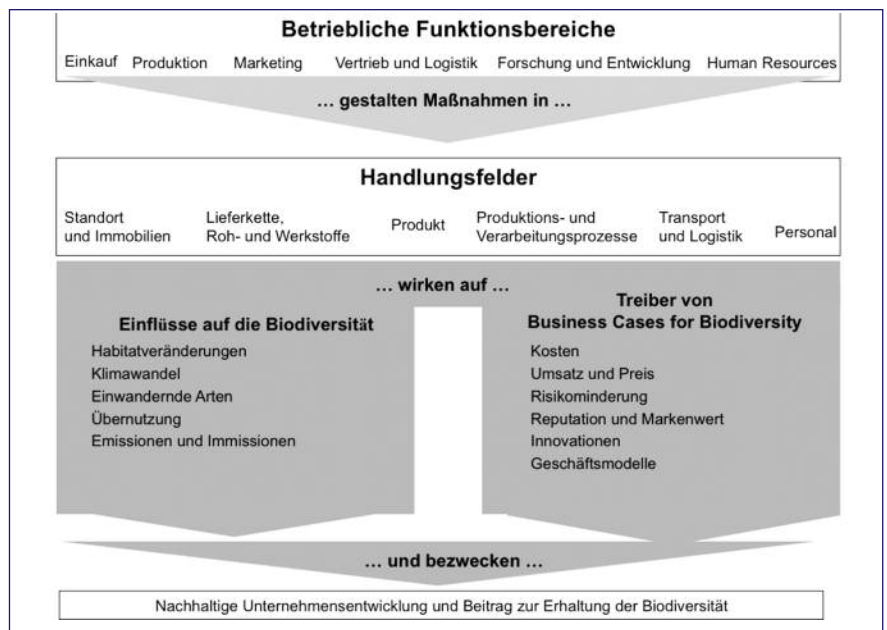 Betriebliche Funktionsbereiche
Einkauf Produktion Marketing Vertrieb und Logistik Forschung und Entwicklung Human Resources
... gestalten Maßnahmen in ...
Handlungsfelder
Standort
und Immobilien
Lieferkette,
Roh- und Werkstoffe
Produkt
Produktions- und
Verarbeitungsprozesse
Transport
und Logistik
Personal
... wirken auf ...
Einflüsse auf die Biodiversität
Habitatveränderungen
Klimawandel
Einwandernde Arten
Übernutzung
Emissionen und Immissionen
Treiber von
Business Cases for Biodiversity
Kosten
Umsatz und Preis
Risikominderung
Reputation und Markenwert
Innovationen
Geschäftsmodelle
... und bezwecken ...
Nachhaltige Unternehmensentwicklung und Beitrag zur Erhaltung der Biodiversität